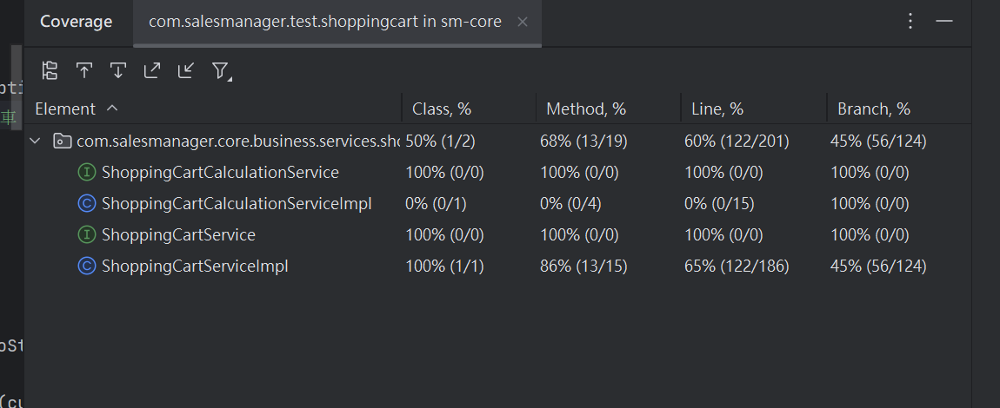 Coverage com.salesmanager.test.shoppingcart in sm-core
Element Class, % Method, % Line, % Branch, %
com.salesmanager.core.business.services.sho 50% (1/2) 68% (13/19) 60% (122/201) 45% (56/124)
ShoppingCartCalculationService 100% (0/0) 100% (0/0) 100% (0/0) 100% (0/0)
ShoppingCartCalculationServiceImpl 0% (0/1) 0% (0/4) 0% (0/15) 100% (0/0)
ShoppingCartService 100% (0/0) 100% (0/0) 100% (0/0) 100% (0/0)
ShoppingCartServiceImpl 100% (1/1) 86% (13/15) 65% (122/186) 45% (56/124)